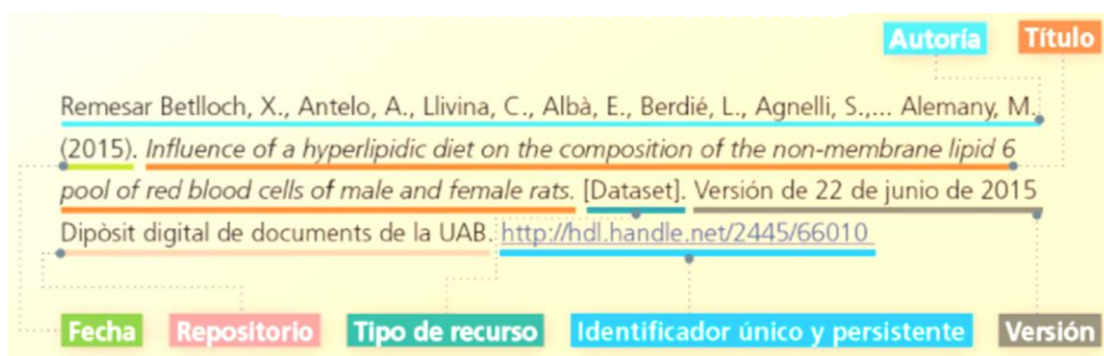 Autoría Título
Remesar Betlloch, X., Antelo, A., Llivina, C., Albà, E., Berdié, L., Agnelli, S.,... Alemany, M.
(2015). Influence of a hyperlipidic diet on the composition of the non-membrane lipid 6
pool of red blood cells of male and female rats. [Dataset]. Versión de 22 de junio de 2015
Dipòsit digital de documents de la UAB. http://hdl.handle.net/2445/66010
Fecha Repositorio Tipo de recurso Identificador único y persistente Versión